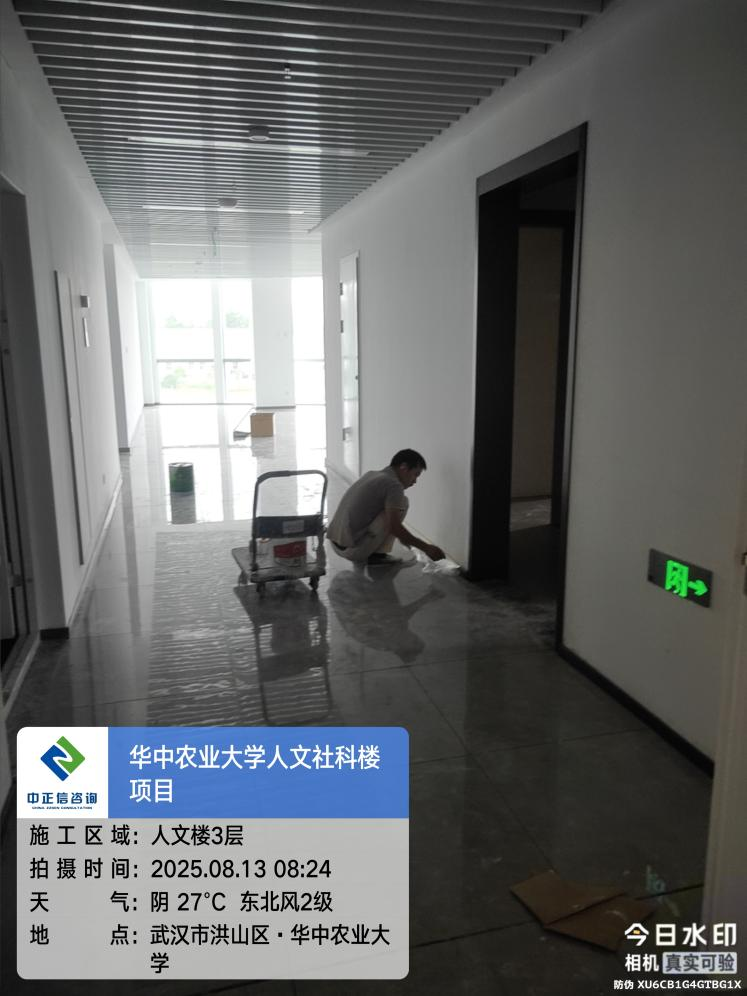 华中农业大学人文社科楼
项目
中正信咨询
施工区域：人文楼3层
拍摄时间：2025.08.13 08:24
天气：阴 27°C 东北风2级
地点：武汉市洪山区·华中农业大
学
今日水印
相机 真实可验
防伪 XU6CB1G4GTBG1X